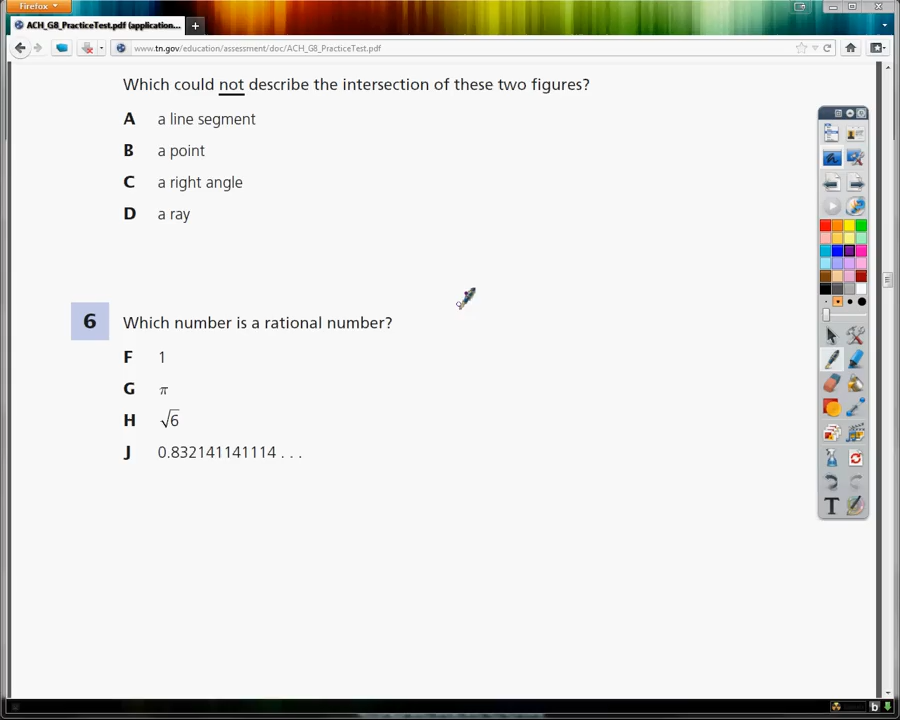 Firefox
ACH_G8_PracticeTest.pdf (application...
www.tn.gov/education/assessment/doc/ACH_G8_PracticeTest.pdf
Which could not describe the intersection of these two figures?
A a line segment
B a point
C a right angle
D a ray
6 Which number is a rational number?
F 1
G π
H √6
J 0.832141141114 . . .
T
b